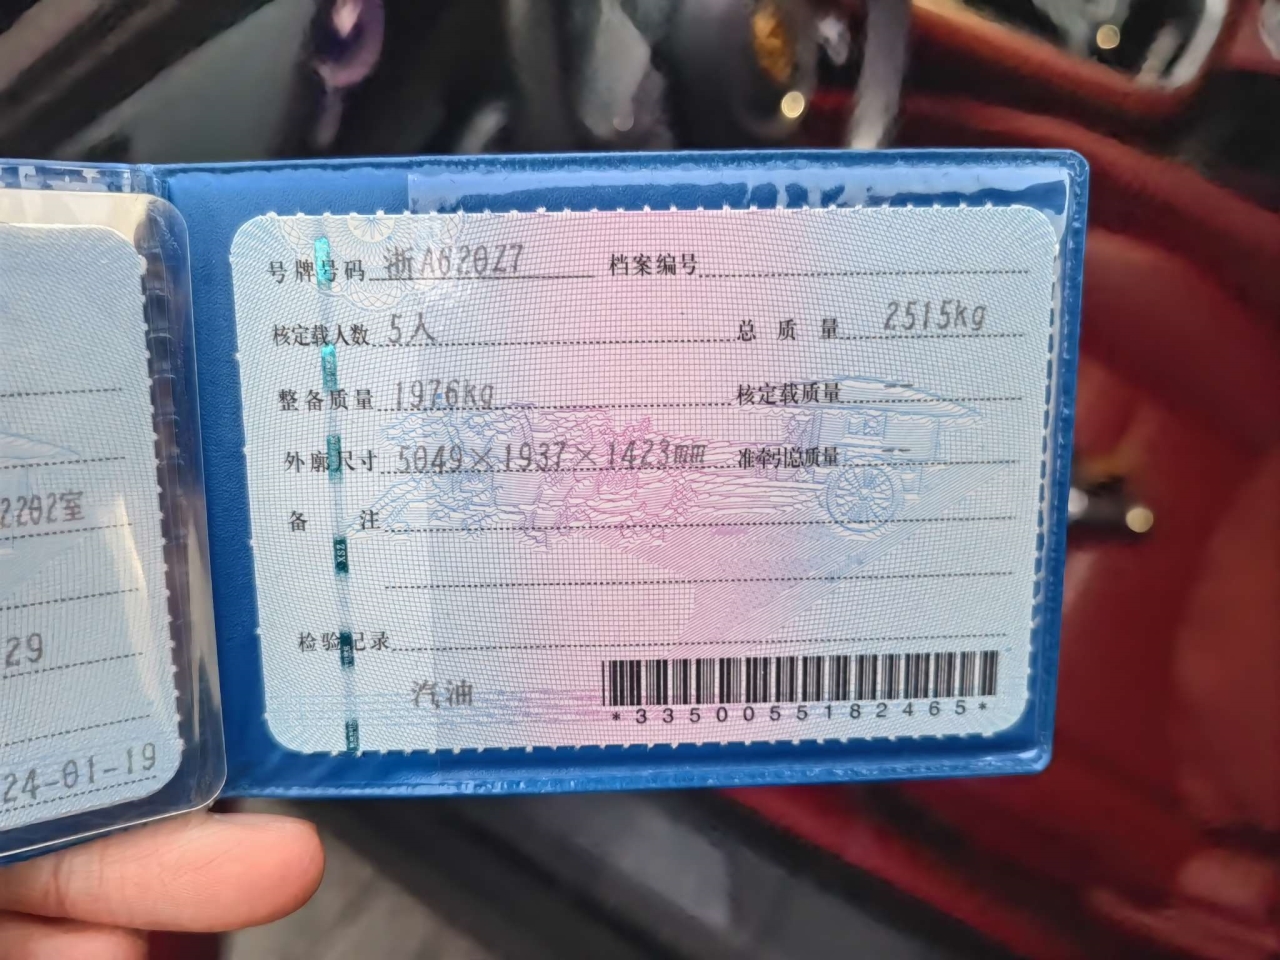 2202室
29
24-01-19
号牌号码 浙A820Z7 档案编号
核定载人数 5人 总质量 2515kg
整备质量 1976kg 核定载质量 --
外廓尺寸 5049×1937×1423mm 准牵引总质量 --
备注
检验记录
汽油
*3350055182465*
XSZ